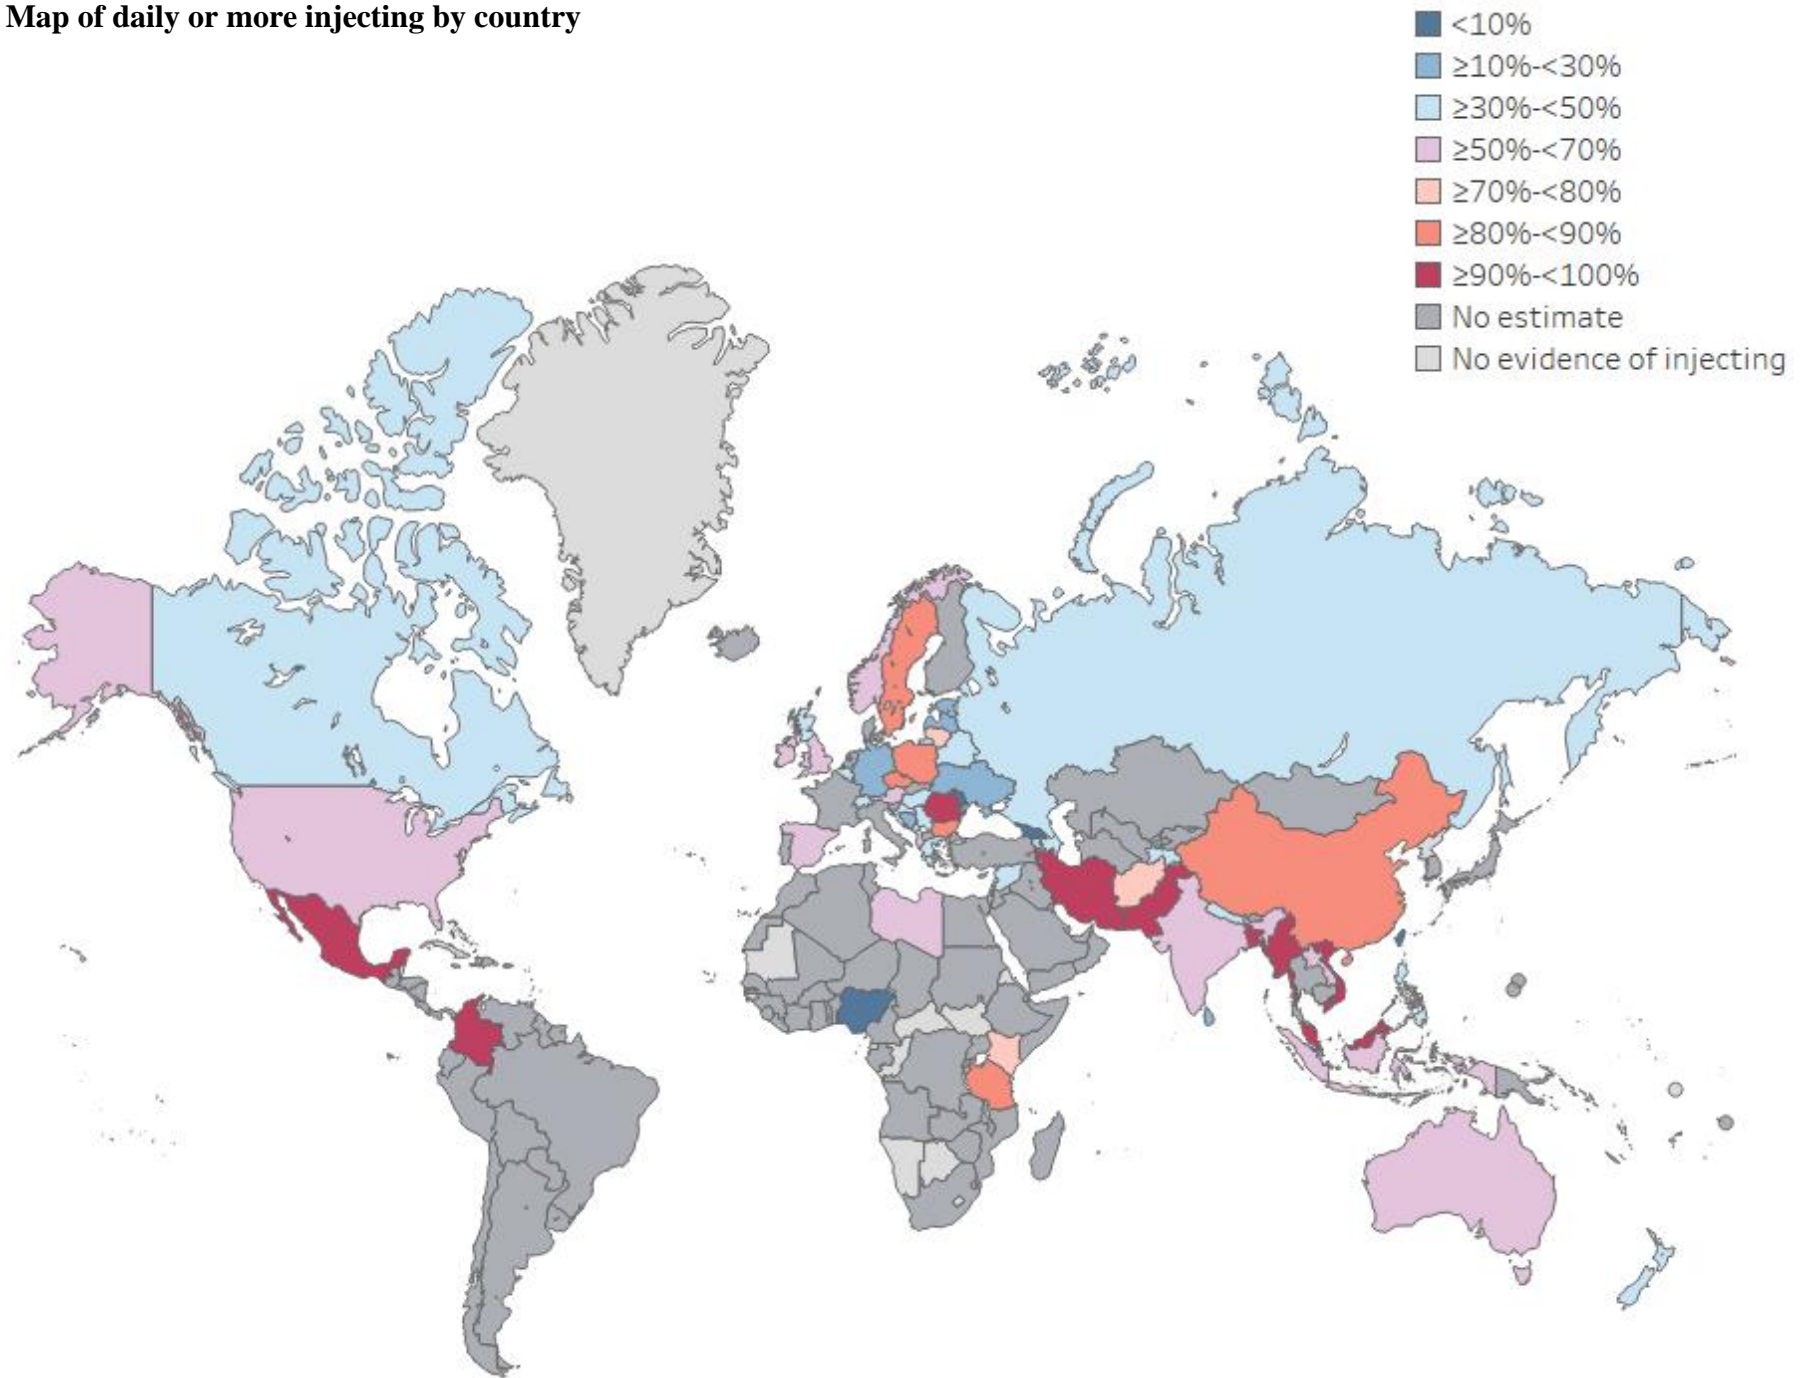 Map of daily or more injecting by country
<10%
≥10%-<30%
≥30%-<50%
≥50%-<70%
≥70%-<80%
≥80%-<90%
≥90%-<100%
No estimate
No evidence of injecting